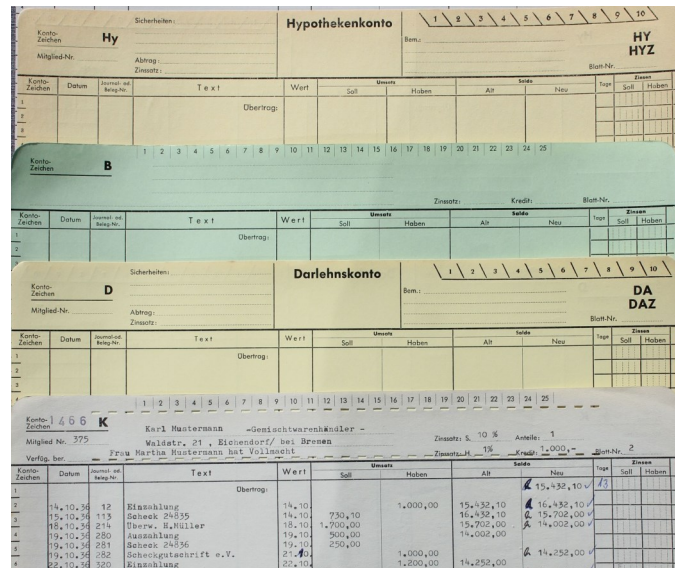 Konto-Zeichen Hy
Mitglied-Nr.
Sicherheiten:
Abtrag:
Zinssatz:
Hypothekenkonto
1 2 3 4 5 6 7 8 9 10
Bem.:
HY
HYZ
Blatt-Nr.
Konto-Zeichen Datum Journal- od. Beleg-Nr. Text Wert Umsatz Soll Haben Saldo Alt Neu Tage Zinsen Soll Haben
Übertrag:
1
2
3
Konto-Zeichen B
1 2 3 4 5 6 7 8 9 10 11 12 13 14 15 16 17 18 19 20 21 22 23 24 25
Zinssatz: Kredit: Blatt-Nr.
Konto-Zeichen Datum Journal- od. Beleg-Nr. Text Wert Umsatz Soll Haben Saldo Alt Neu Tage Zinsen Soll Haben
Übertrag:
1
2
Konto-Zeichen D
Mitglied-Nr.
Sicherheiten:
Abtrag:
Zinssatz:
Darlehnskonto
1 2 3 4 5 6 7 8 9 10
Bem.:
DA
DAZ
Blatt-Nr.
Konto-Zeichen Datum Journal-od. Beleg-Nr. Text Wert Umsatz Soll Haben Saldo Alt Neu Tage Zinsen Soll Haben
Übertrag:
1
2
3
1 2 3 4 5 6 7 8 9 10 11 12 13 14 15 16 17 18 19 20 21 22 23 24 25
Konto-Zeichen 1466 K
Karl Mustermann -Gemischtwarenhändler -
Mitglied Nr. 375 Waldstr. 21 , Eichendorf/ bei Bremen Zinssatz: S. 10 % Anteile: 1
Verfüg. ber. Frau Martha Mustermann hat Vollmacht Zinssatz: H. 1% Kredit: 1.000,- Blatt-Nr. 2
Konto-Zeichen Datum Journal- od. Beleg-Nr. Text Wert Umsatz Soll Haben Saldo Alt Neu Tage Zinsen Soll Haben
Übertrag: 15.432,10 13
14.10.36 12 Einzahlung 14.10. 1.000,00 15.432,10 16.432,10
15.10.36 113 Scheck 24835 14.10. 730,10 16.432,10 15.702,00
18.10.36 214 Überw. H.Müller 18.10. 1.700,00 15.702,00 14.002,00
19.10.36 280 Auszahlung 19.10. 500,00 14.002,00
19.10.36 281 Scheck 24836 19.10. 250,00
19.10.36 282 Scheckgutschrift e.V. 21.10. 1.000,00 14.252,00
22.10.36 320 Einzahlung 22.10. 1.200,00 14.252,00